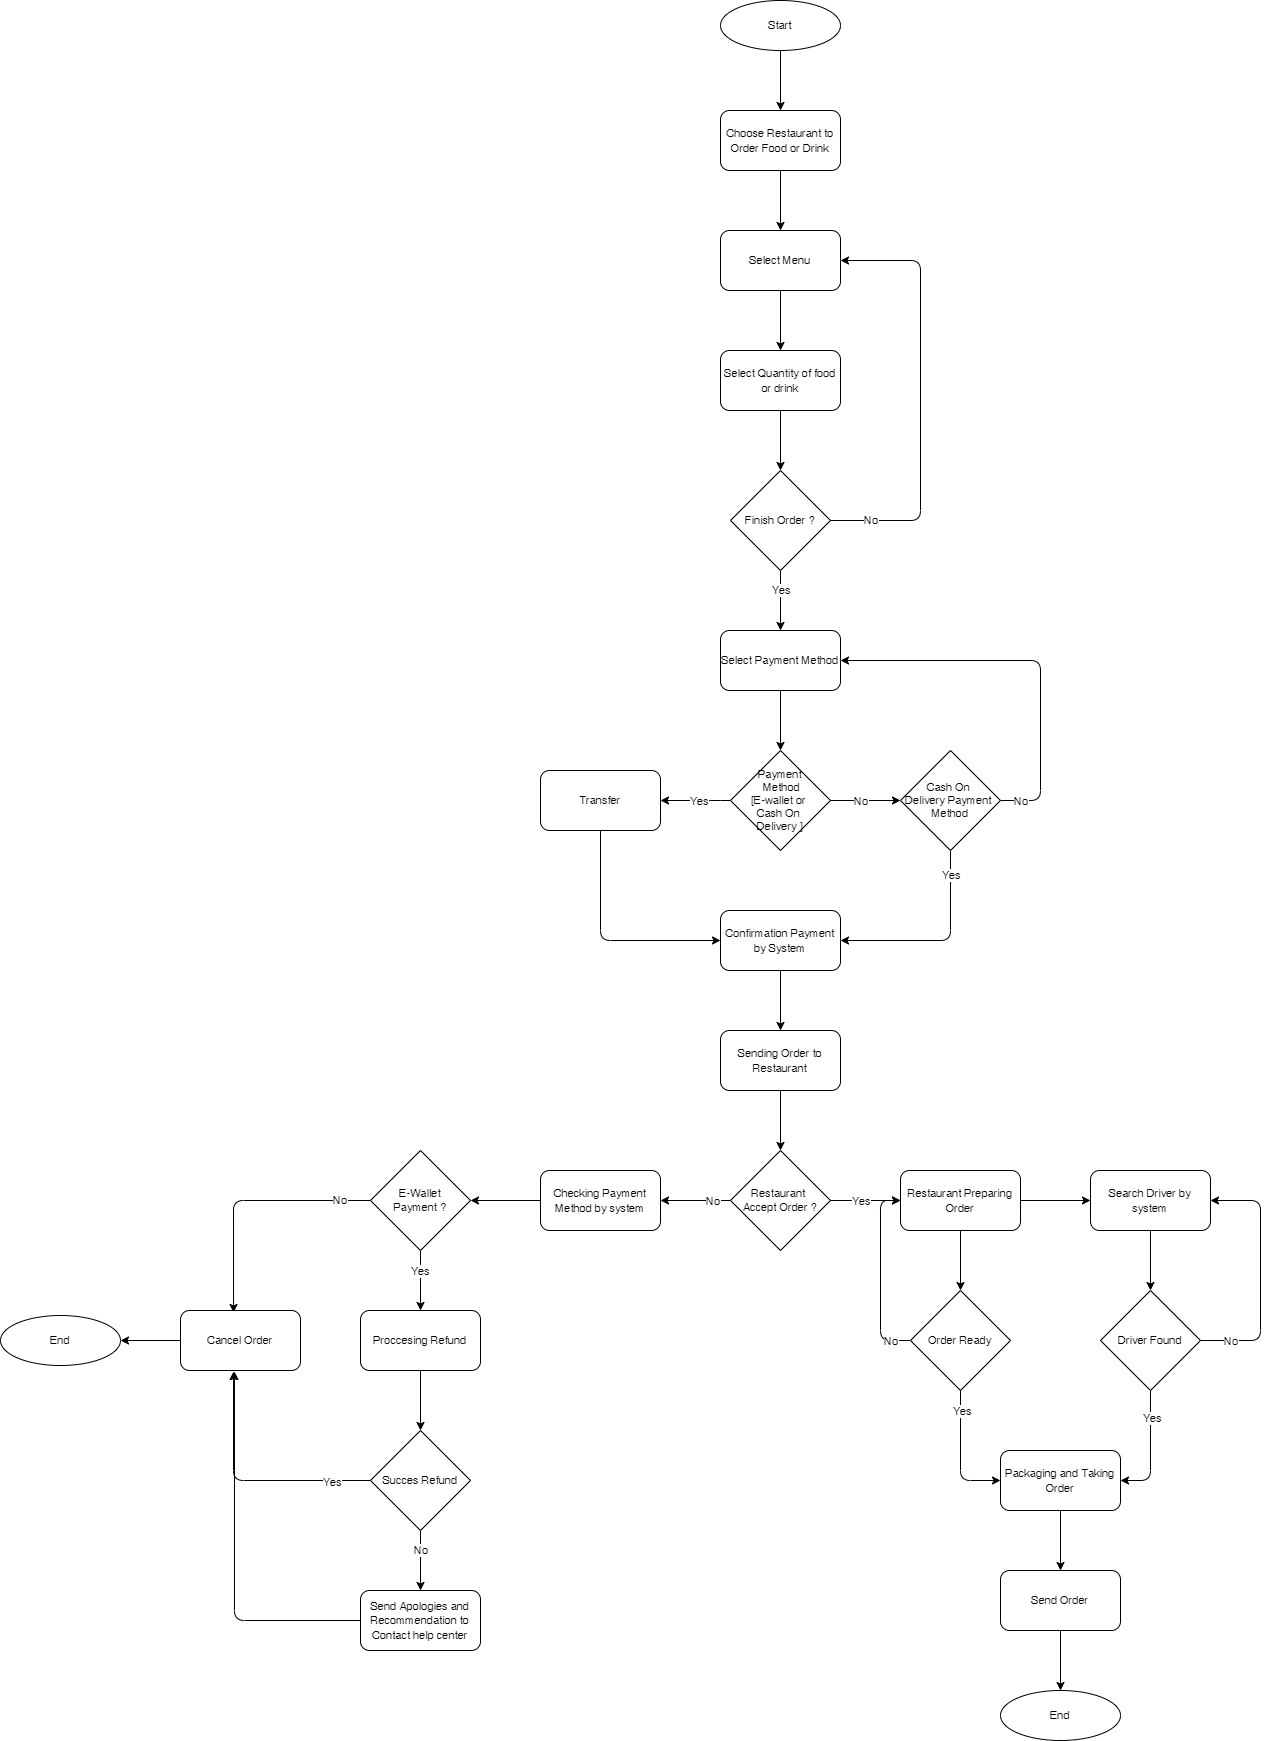 Start
Choose Restaurant to
Order Food or Drink
Select Menu
Select Quantity of food
or drink
Finish Order ?
No
Yes
Select Payment Method
Payment
Method
[E-wallet or
Cash On
Delivery ]
Yes
Transfer
No
Cash On
Delivery Payment
Method
No
Yes
Confirmation Payment
by System
Sending Order to
Restaurant
Restaurant
Accept Order ?
No
Checking Payment
Method by system
E-Wallet
Payment ?
No
Yes
Cancel Order
End
Proccesing Refund
Succes Refund
Yes
No
Send Apologies and
Recommendation to
Contact help center
Yes
Restaurant Preparing
Order
Search Driver by
system
Order Ready
No
Driver Found
No
Yes
Yes
Packaging and Taking
Order
Send Order
End